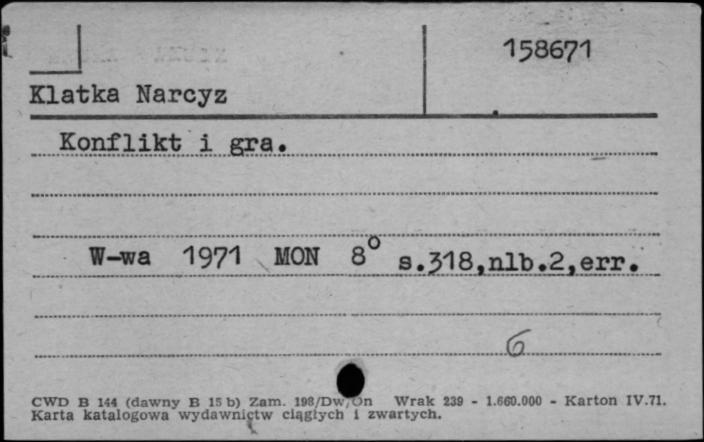 158671
Klatka Narcyz
Konflikt i gra.
W-wa 1971 MON 8° s.318,nlb.2,err.
6
CWD B 144 (dawny B 15 b) Zam. 198/Dw/On Wrak 239 - 1.660.000 - Karton IV.71.
Karta katalogowa wydawnictw ciągłych i zwartych.